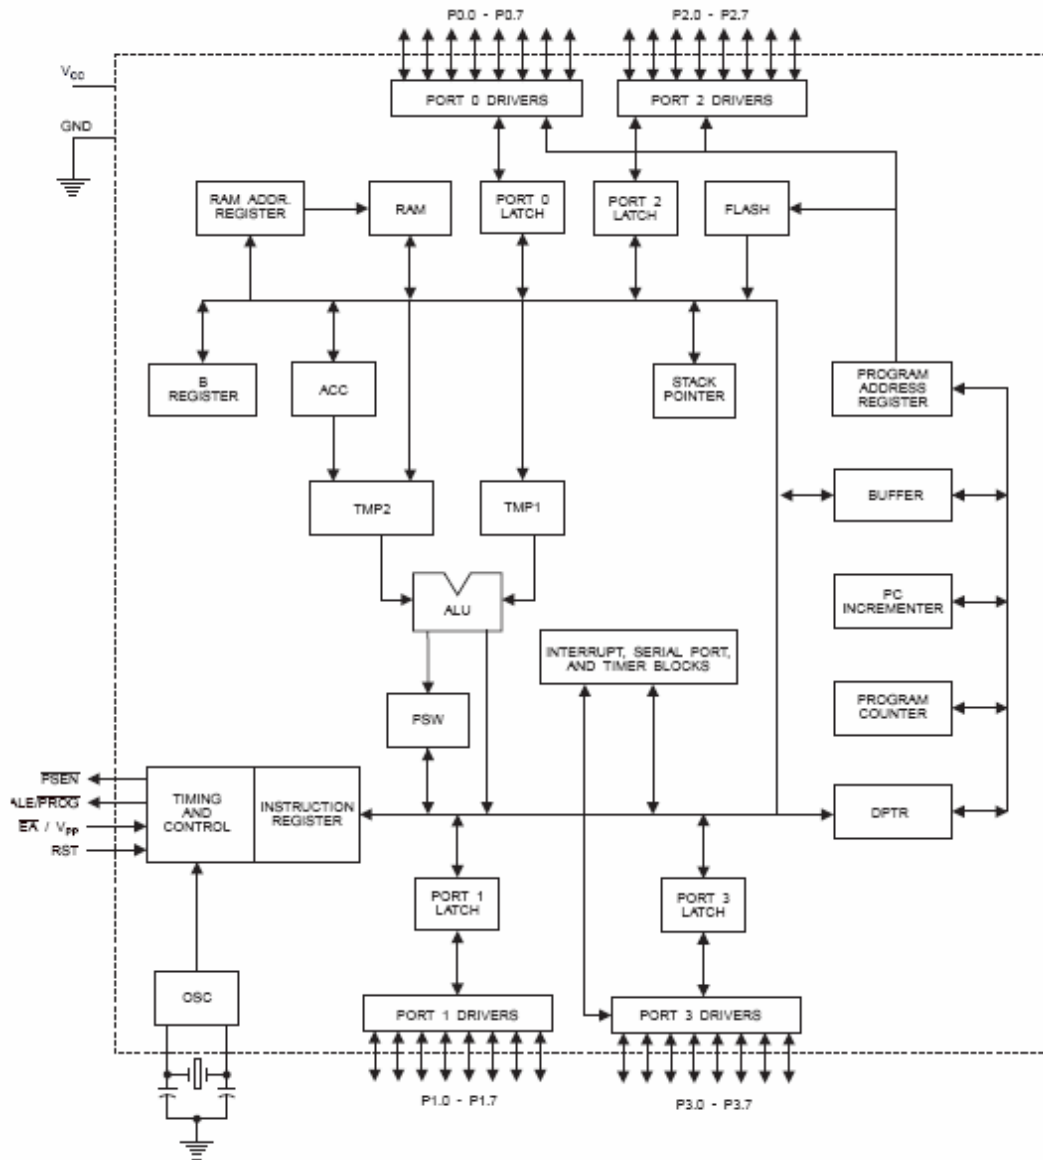 P0.0 - P0.7
P2.0 - P2.7
VCC
PORT 0 DRIVERS
PORT 2 DRIVERS
GND
RAM ADDR.
REGISTER
RAM
PORT 0
LATCH
PORT 2
LATCH
FLASH
B
REGISTER
ACC
STACK
POINTER
PROGRAM
ADDRESS
REGISTER
TMP2
TMP1
BUFFER
ALU
PC
INCREMENTER
INTERRUPT, SERIAL PORT,
AND TIMER BLOCKS
PSW
PROGRAM
COUNTER
PSEN
ALE/PROG
EA / VPP
RST
TIMING
AND
CONTROL
INSTRUCTION
REGISTER
DPTR
PORT 1
LATCH
PORT 3
LATCH
OSC
PORT 1 DRIVERS
PORT 3 DRIVERS
P1.0 - P1.7
P3.0 - P3.7